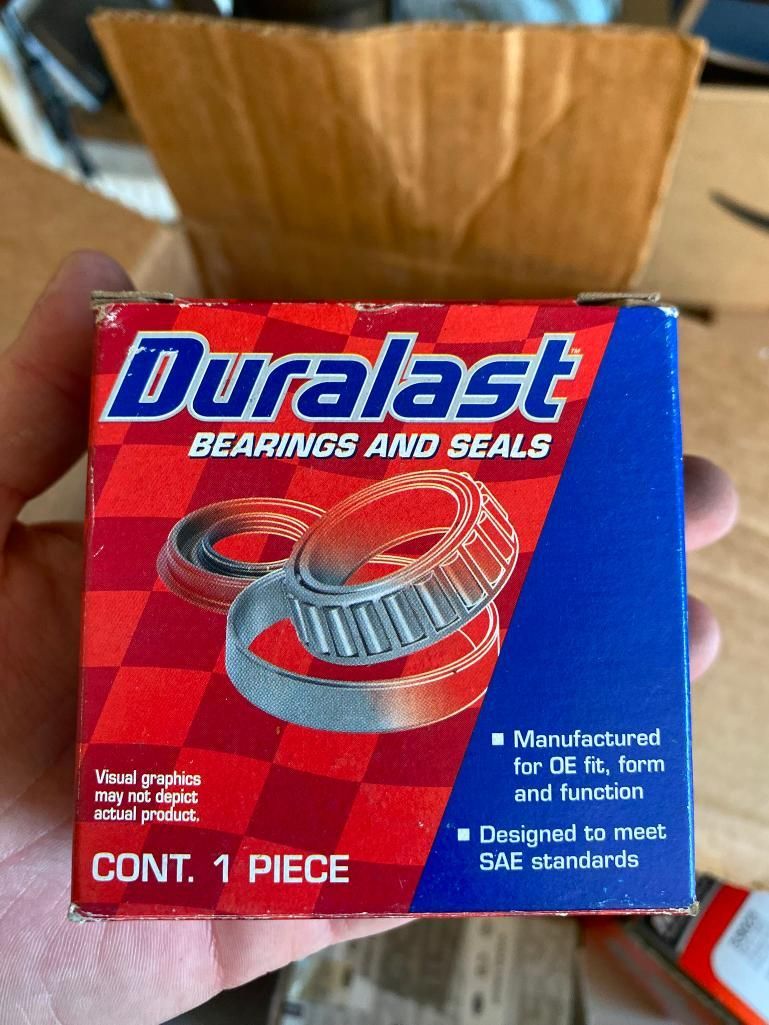 Duralast™
BEARINGS AND SEALS
■ Manufactured
for OE fit, form
and function
■ Designed to meet
SAE standards
Visual graphics
may not depict
actual product.
CONT. 1 PIECE